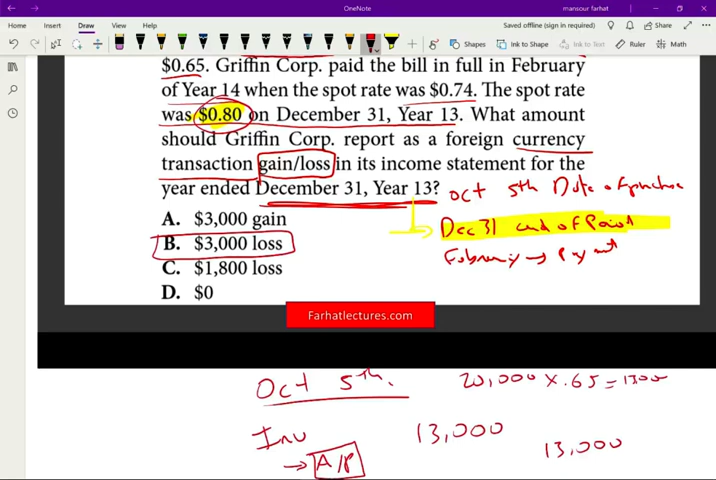 OneNote
mansour farhat
Home Insert Draw View Help
Saved offline (sign in required)
Share
Shapes Ink to Shape Ink to Text Ruler Math
$0.65. Griffin Corp. paid the bill in full in February
of Year 14 when the spot rate was $0.74. The spot rate
was $0.80 on December 31, Year 13. What amount
should Griffin Corp. report as a foreign currency
transaction gain/loss in its income statement for the
year ended December 31, Year 13?
Oct 5th Date of purchase
A. $3,000 gain
Dec 31 end of
B. $3,000 loss
February → Payment
C. $1,800 loss
D. $0
Farhatlectures.com
Oct 5th. 20,000 x .65 = 13000
Inv 13,000
→ A/P 13,000